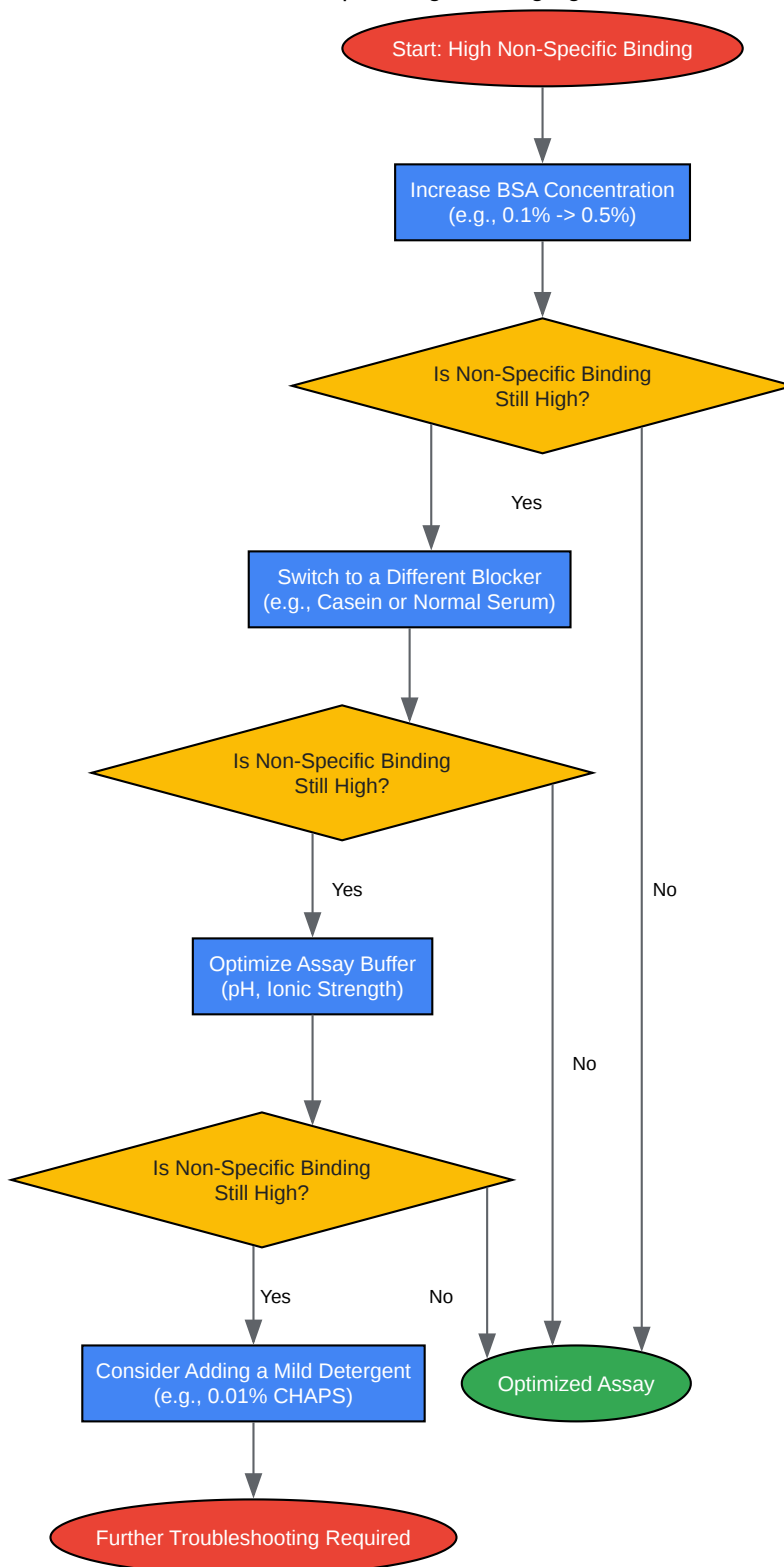 Start: High Non-Specific Binding
Increase BSA Concentration
(e.g., 0.1% -> 0.5%)
Is Non-Specific Binding
Still High?
Yes
Switch to a Different Blocker
(e.g., Casein or Normal Serum)
Is Non-Specific Binding
Still High?
Yes
No
Optimize Assay Buffer
(pH, Ionic Strength)
No
Is Non-Specific Binding
Still High?
Yes
No
Consider Adding a Mild Detergent
(e.g., 0.01% CHAPS)
Optimized Assay
Further Troubleshooting Required